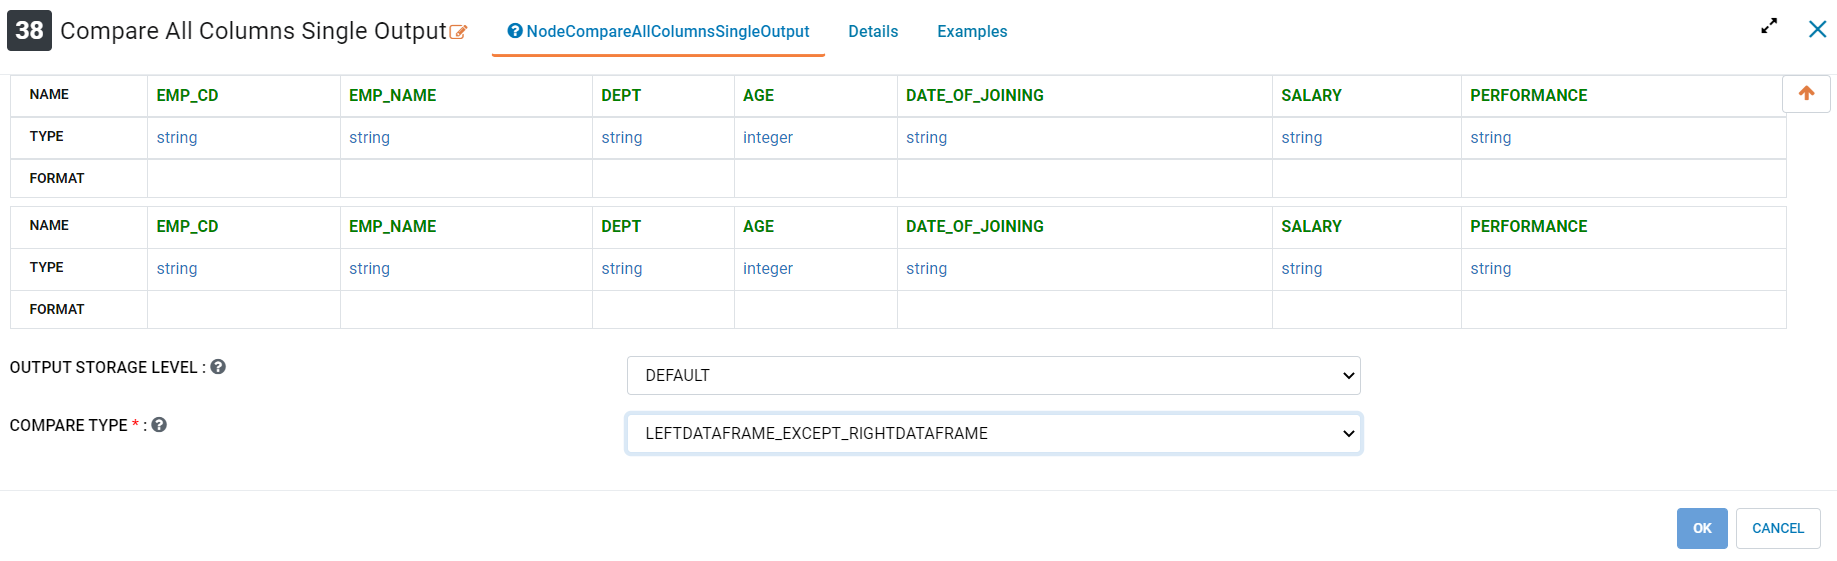 38 Compare All Columns Single Output NodeCompareAllColumnsSingleOutput Details Examples
NAME EMP_CD EMP_NAME DEPT AGE DATE_OF_JOINING SALARY PERFORMANCE
TYPE string string string integer string string string
FORMAT
NAME EMP_CD EMP_NAME DEPT AGE DATE_OF_JOINING SALARY PERFORMANCE
TYPE string string string integer string string string
FORMAT
OUTPUT STORAGE LEVEL : DEFAULT
COMPARE TYPE * : LEFTDATAFRAME_EXCEPT_RIGHTDATAFRAME
OK CANCEL